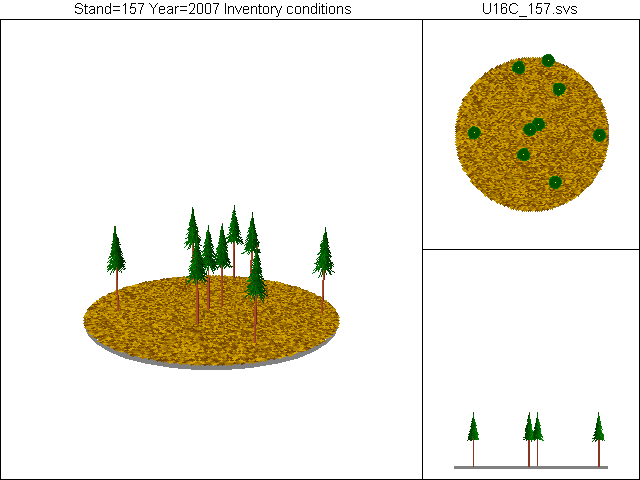 Stand=157 Year=2007 Inventory conditions
U16C_157.svs